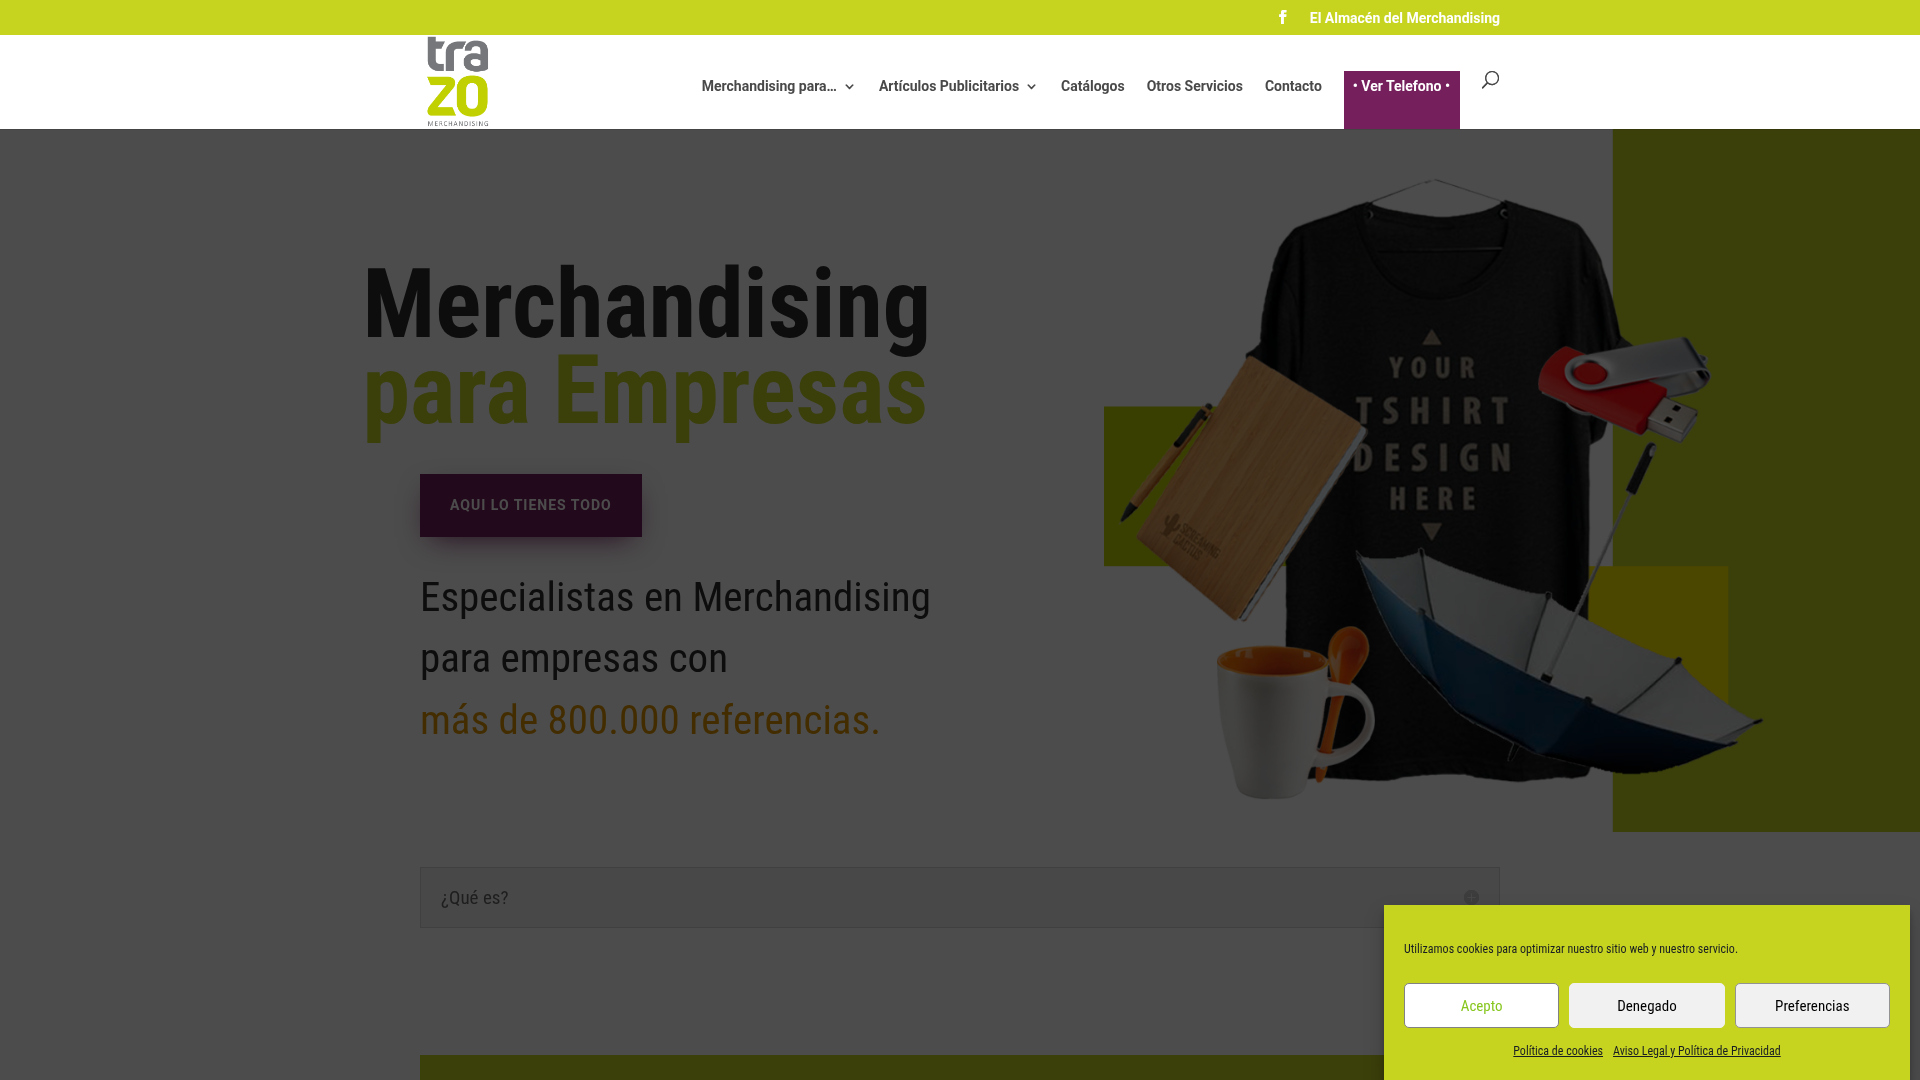 El Almacén del Merchandising
tra
zo
MERCHANDISING
Merchandising para...
Artículos Publicitarios
Catálogos
Otros Servicios
Contacto
• Ver Telefono •
Merchandising
para Empresas
AQUI LO TIENES TODO
Especialistas en Merchandising
para empresas con
más de 800.000 referencias.
YOUR
TSHIRT
DESIGN
HERE
SCREAMING
CACTUS
¿Qué es?
Utilizamos cookies para optimizar nuestro sitio web y nuestro servicio.
Acepto
Denegado
Preferencias
Política de cookies
Aviso Legal y Política de Privacidad